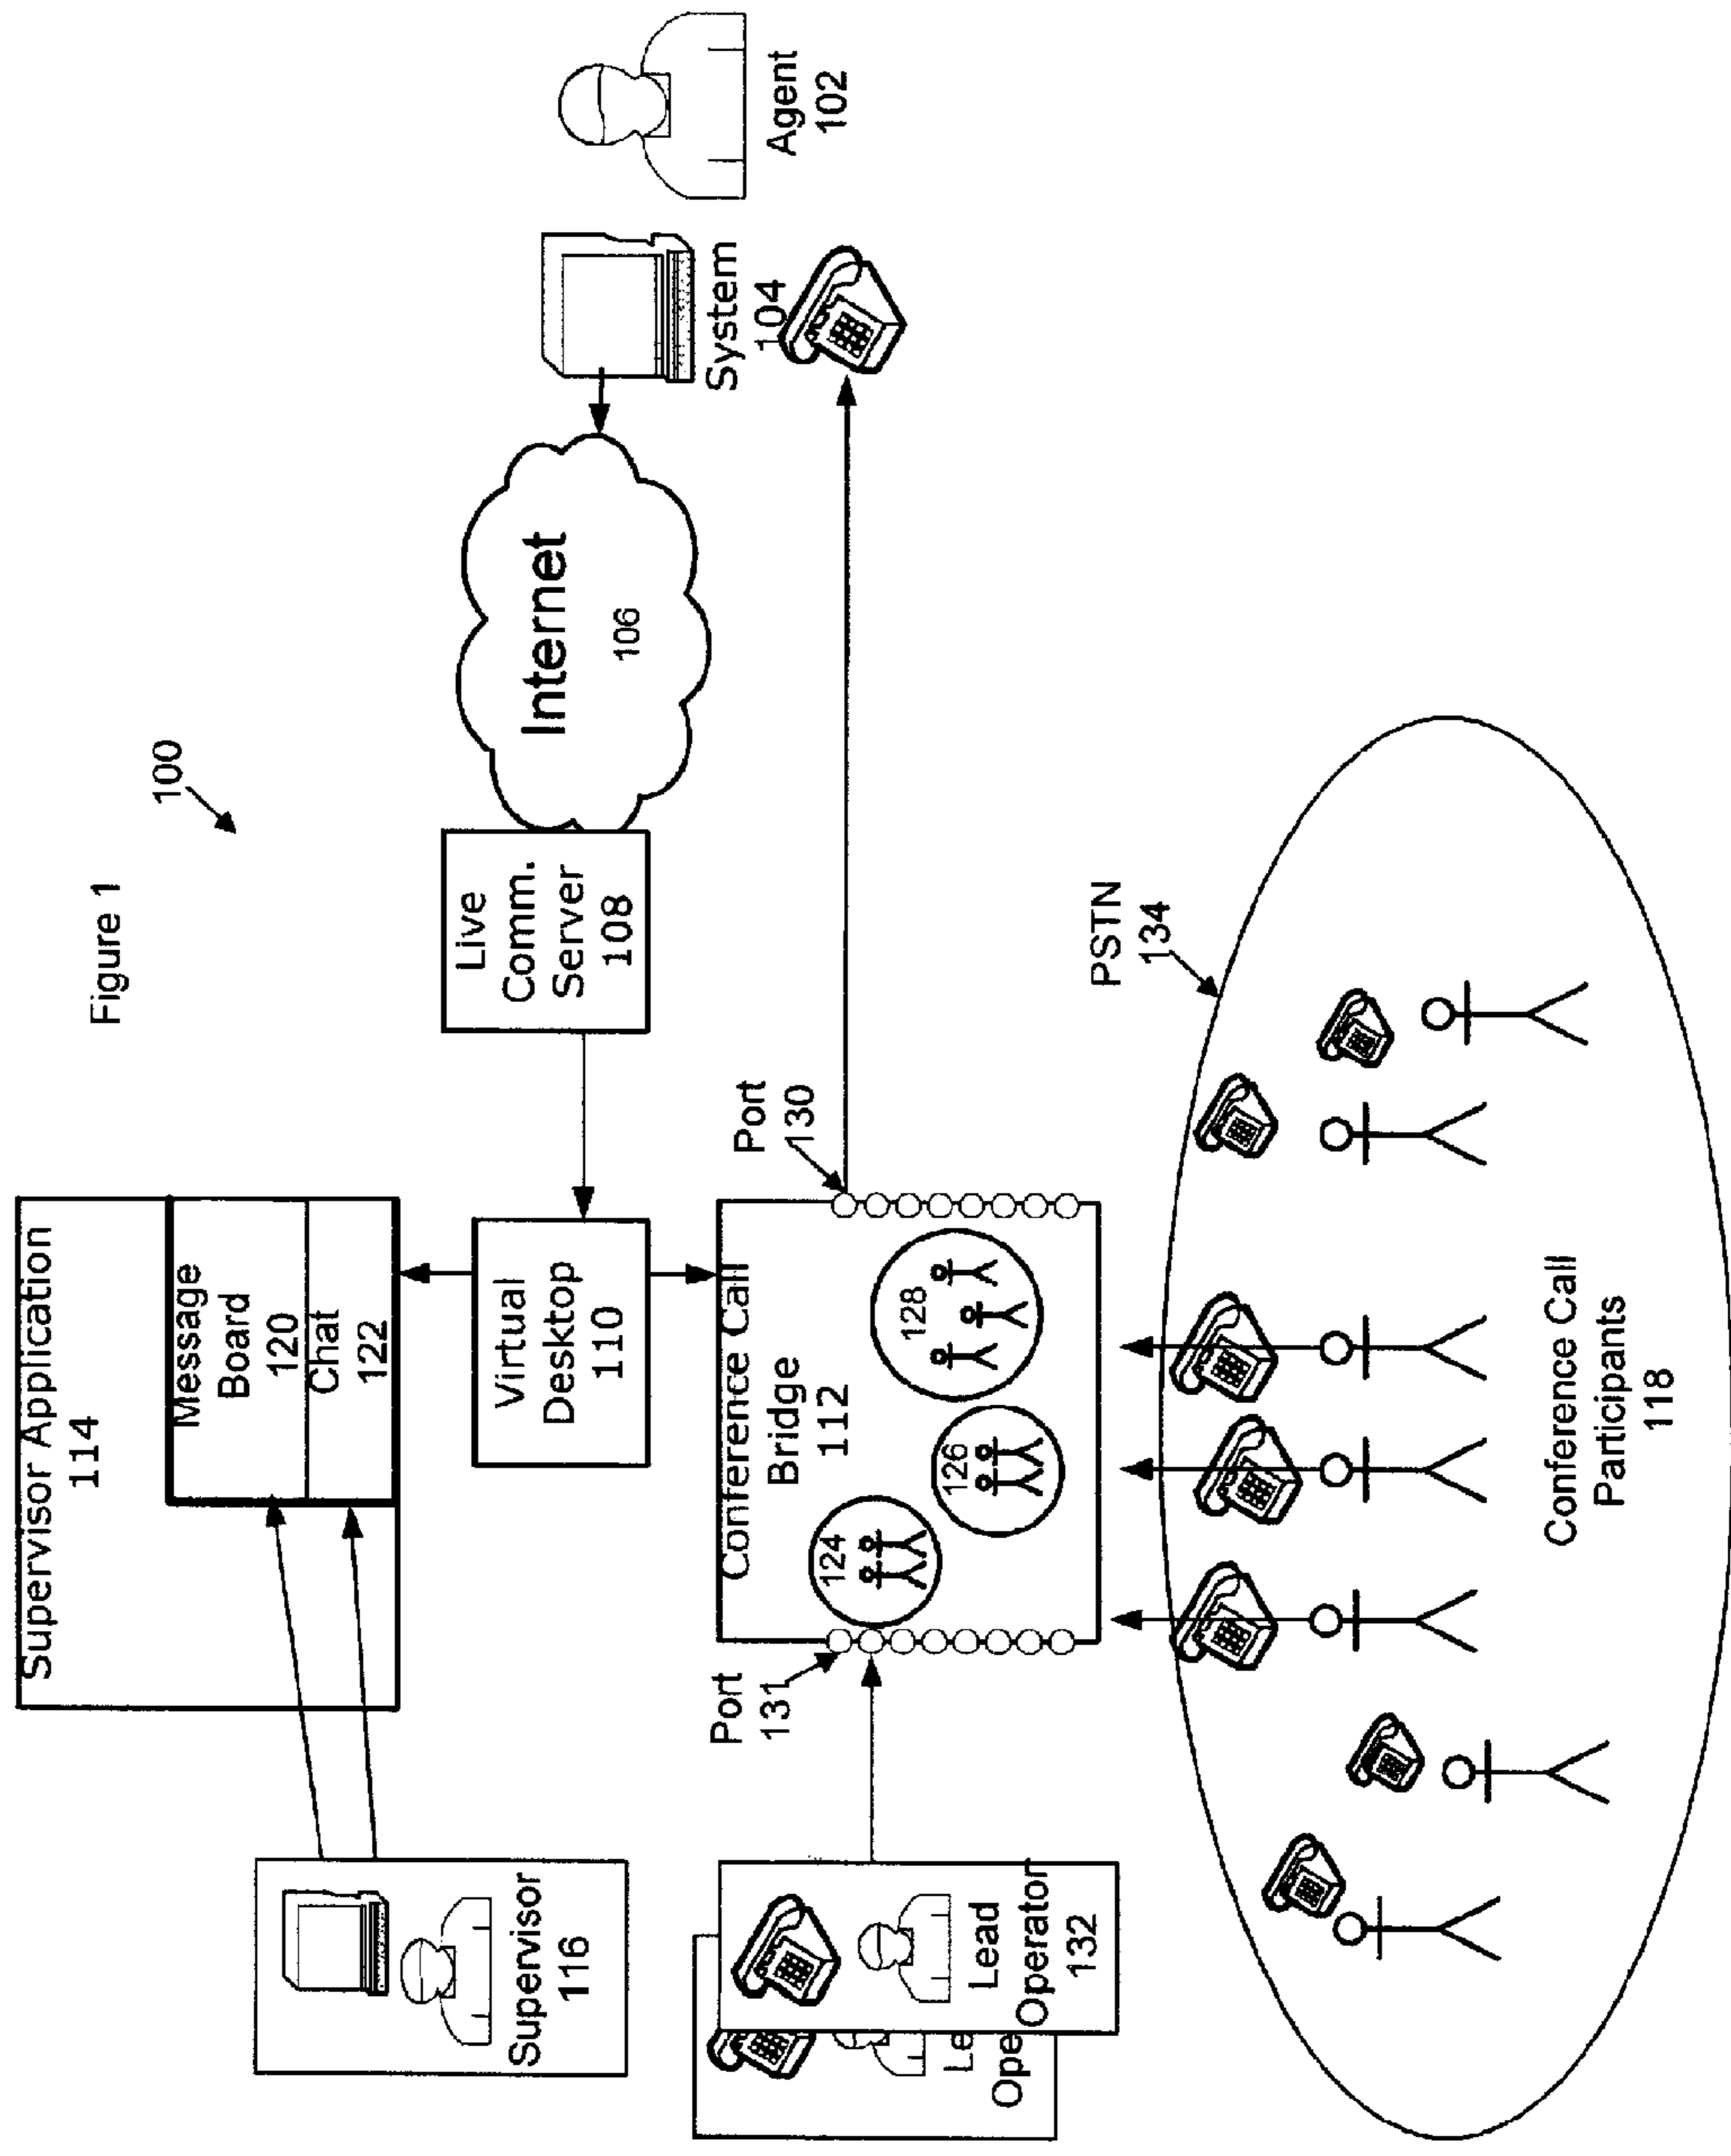 Figure 1
100
Supervisor Application
114
Message
Board
120
Chat
122
Supervisor
116
Virtual
Desktop
110
Live
Comm.
Server
108
Internet
106
System
104
Agent
102
Conference Call
Bridge
112
124
126
128
Port
130
Port
131
Lead
Operator
132
Le
Ope
PSTN
134
Conference Call
Participants
118